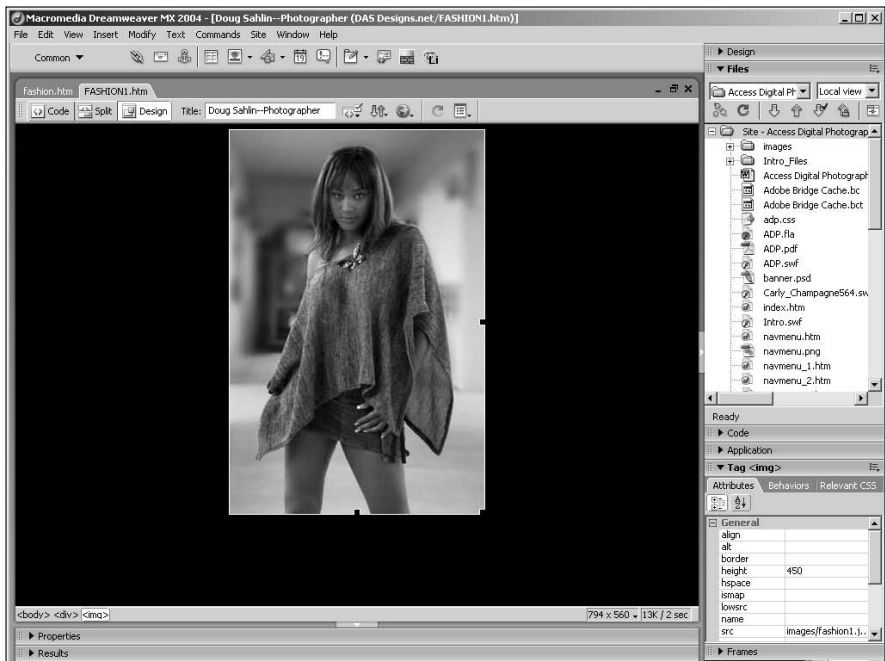 Macromedia Dreamweaver MX 2004 - [Doug Sahlin--Photographer (DAS Designs.net/FASHION1.htm)]
File Edit View Insert Modify Text Commands Site Window Help
Common
fashion.htm FASHION1.htm
Code Split Design Title: Doug Sahlin--Photographer
<body> <div> <img>
794 x 560 13K / 2 sec
Properties
Results
Design
Files
Access Digital Ph Local view
Site - Access Digital Photograp
images
Intro_Files
Access Digital Photograph
Adobe Bridge Cache.bc
Adobe Bridge Cache.bct
adp.css
ADP.fla
ADP.pdf
ADP.swf
banner.psd
Carly_Champagne564.sw
index.htm
Intro.swf
navmenu.htm
navmenu.png
navmenu_1.htm
navmenu_2.htm
Ready
Code
Application
Tag <img>
Attributes Behaviors Relevant CSS
General
align
alt
border
height 450
hspace
ismap
lowsrc
name
src images/fashion1.j..
Frames